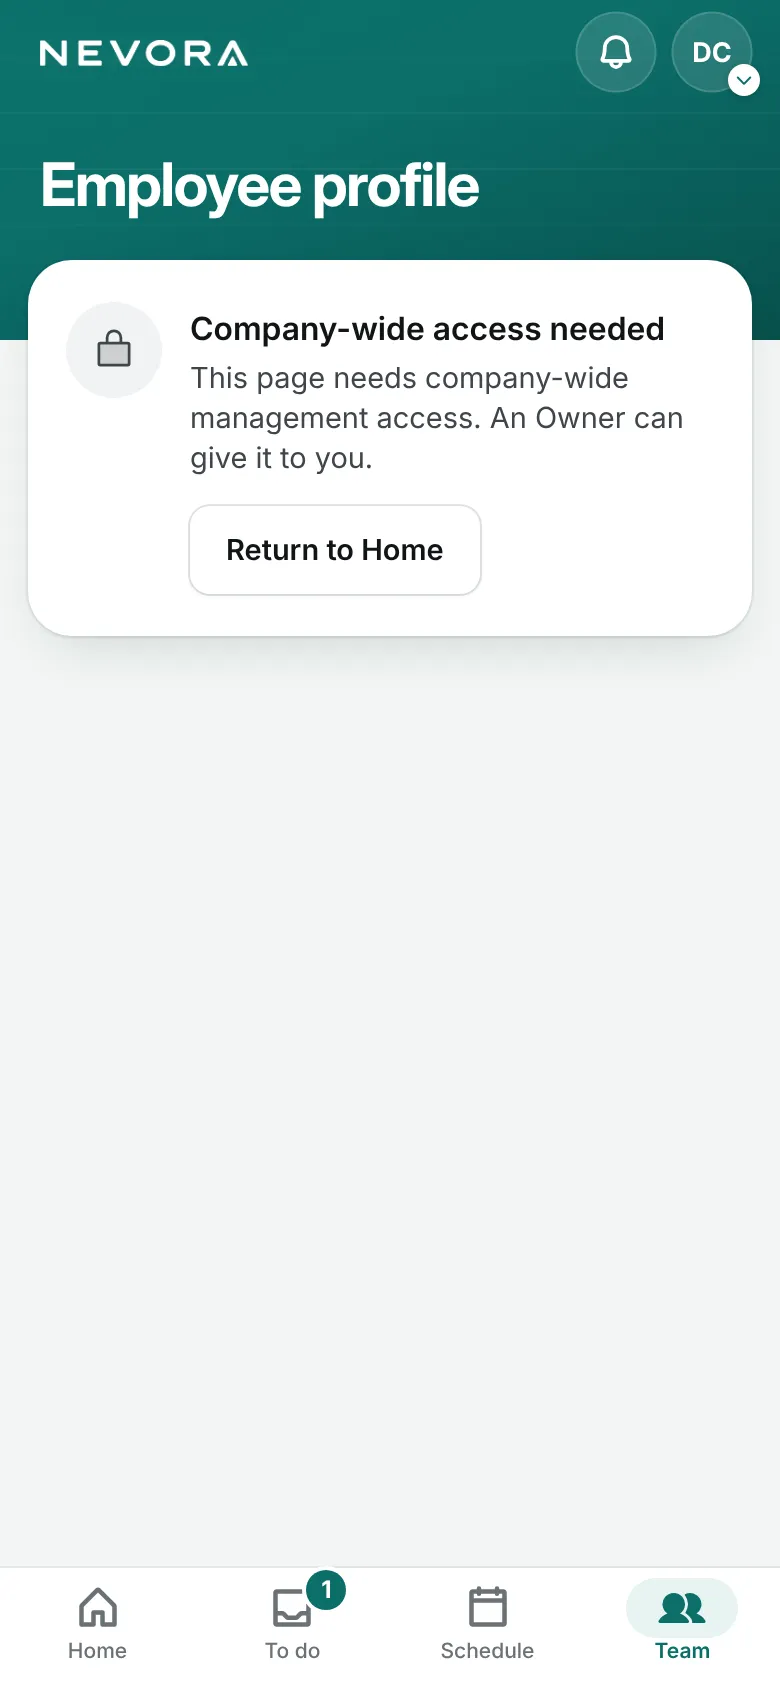 NEVORA
DC
Employee profile
Company-wide access needed
This page needs company-wide
management access. An Owner can
give it to you.
Return to Home
1
Home
To do
Schedule
Team